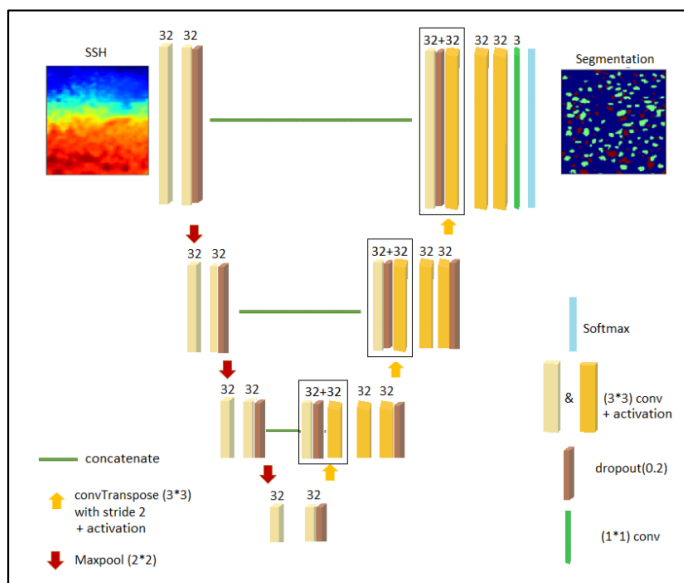 SSH
32 32
32+32 32 32 3
Segmentation
32 32
32+32 32 32
32 32
32+32 32 32
32 32
concatenate
convTranspose (3*3)
with stride 2
+ activation
Maxpool (2*2)
Softmax
&
(3*3) conv
+ activation
dropout(0.2)
(1*1) conv